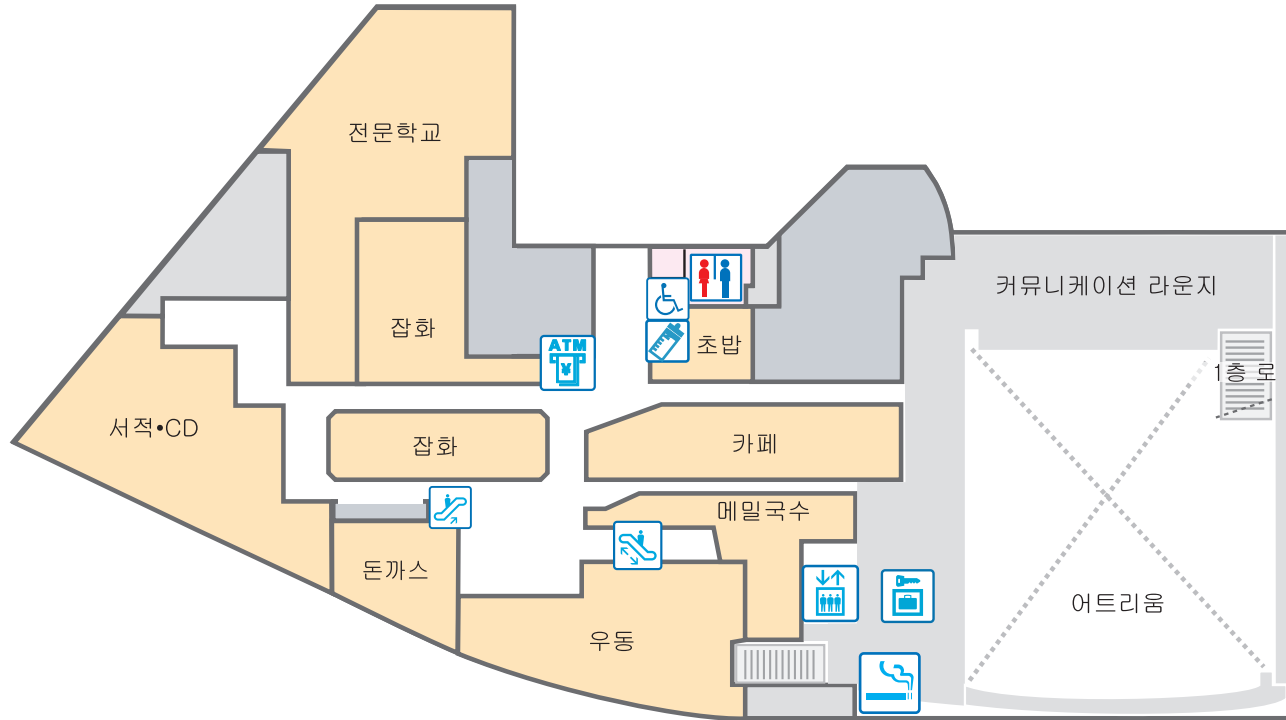 전문학교
커뮤니케이션 라운지
잡화
ATM
¥
초밥
1층 로
서적•CD
잡화
카페
메밀국수
돈까스
어트리움
우동